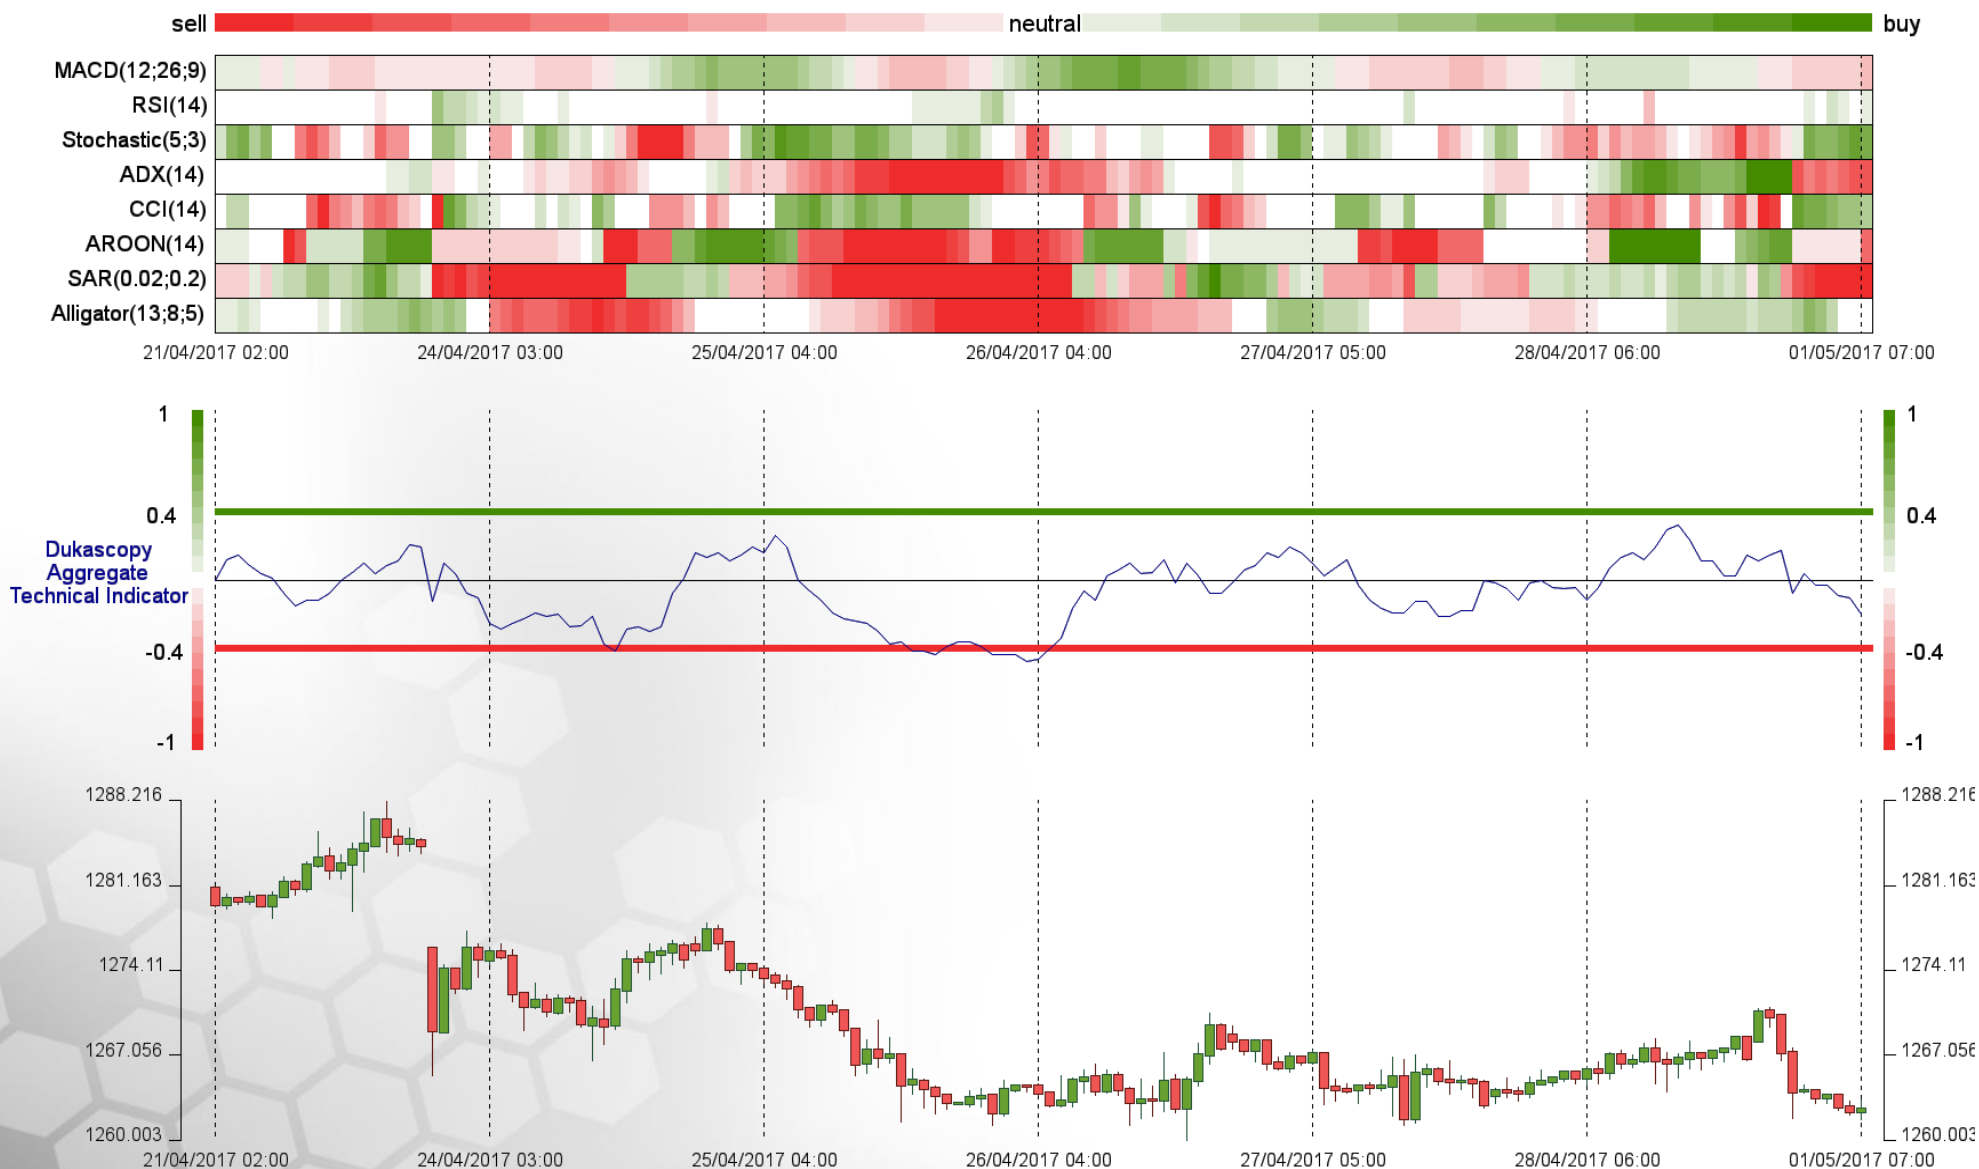 sell neutral buy
MACD(12;26;9)
RSI(14)
Stochastic(5;3)
ADX(14)
CCI(14)
AROON(14)
SAR(0.02;0.2)
Alligator(13;8;5)
21/04/2017 02:00 24/04/2017 03:00 25/04/2017 04:00 26/04/2017 04:00 27/04/2017 05:00 28/04/2017 06:00 01/05/2017 07:00
1 1
0.4 0.4
Dukascopy
Aggregate
Technical Indicator
-0.4 -0.4
-1 -1
1288.216 1288.216
1281.163 1281.163
1274.11 1274.11
1267.056 1267.056
1260.003 1260.003
21/04/2017 02:00 24/04/2017 03:00 25/04/2017 04:00 26/04/2017 04:00 27/04/2017 05:00 28/04/2017 06:00 01/05/2017 07:00